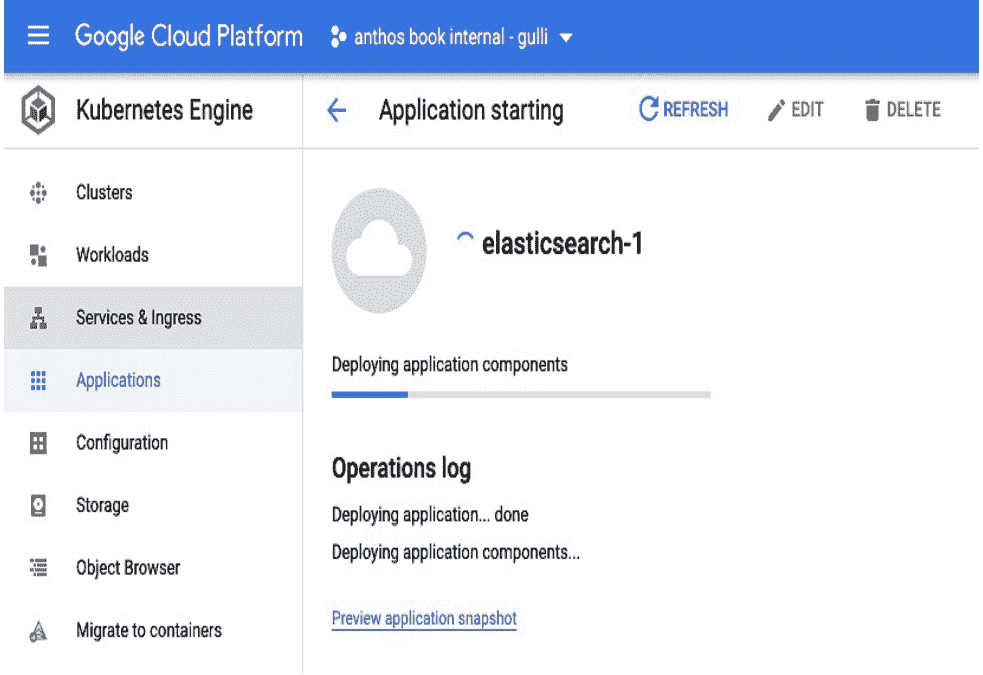 Google Cloud Platform
anthos book internal - gulli
Kubernetes Engine
Application starting
REFRESH
EDIT
DELETE
Clusters
Workloads
Services & Ingress
Applications
Configuration
Storage
Object Browser
Migrate to containers
elasticsearch-1
Deploying application components
Operations log
Deploying application... done
Deploying application components...
Preview application snapshot